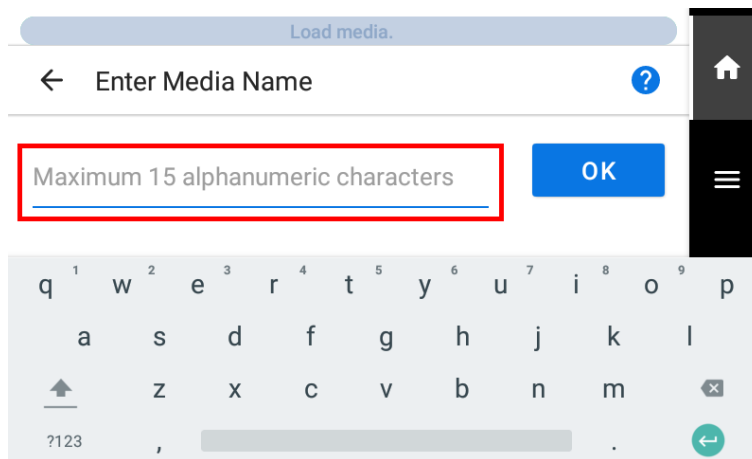 Load media.
Enter Media Name
?
Maximum 15 alphanumeric characters
OK
q 1 w 2 e 3 r 4 t 5 y 6 u 7 i 8 o 9 p
a s d f g h j k l
z x c v b n m
?123 , .